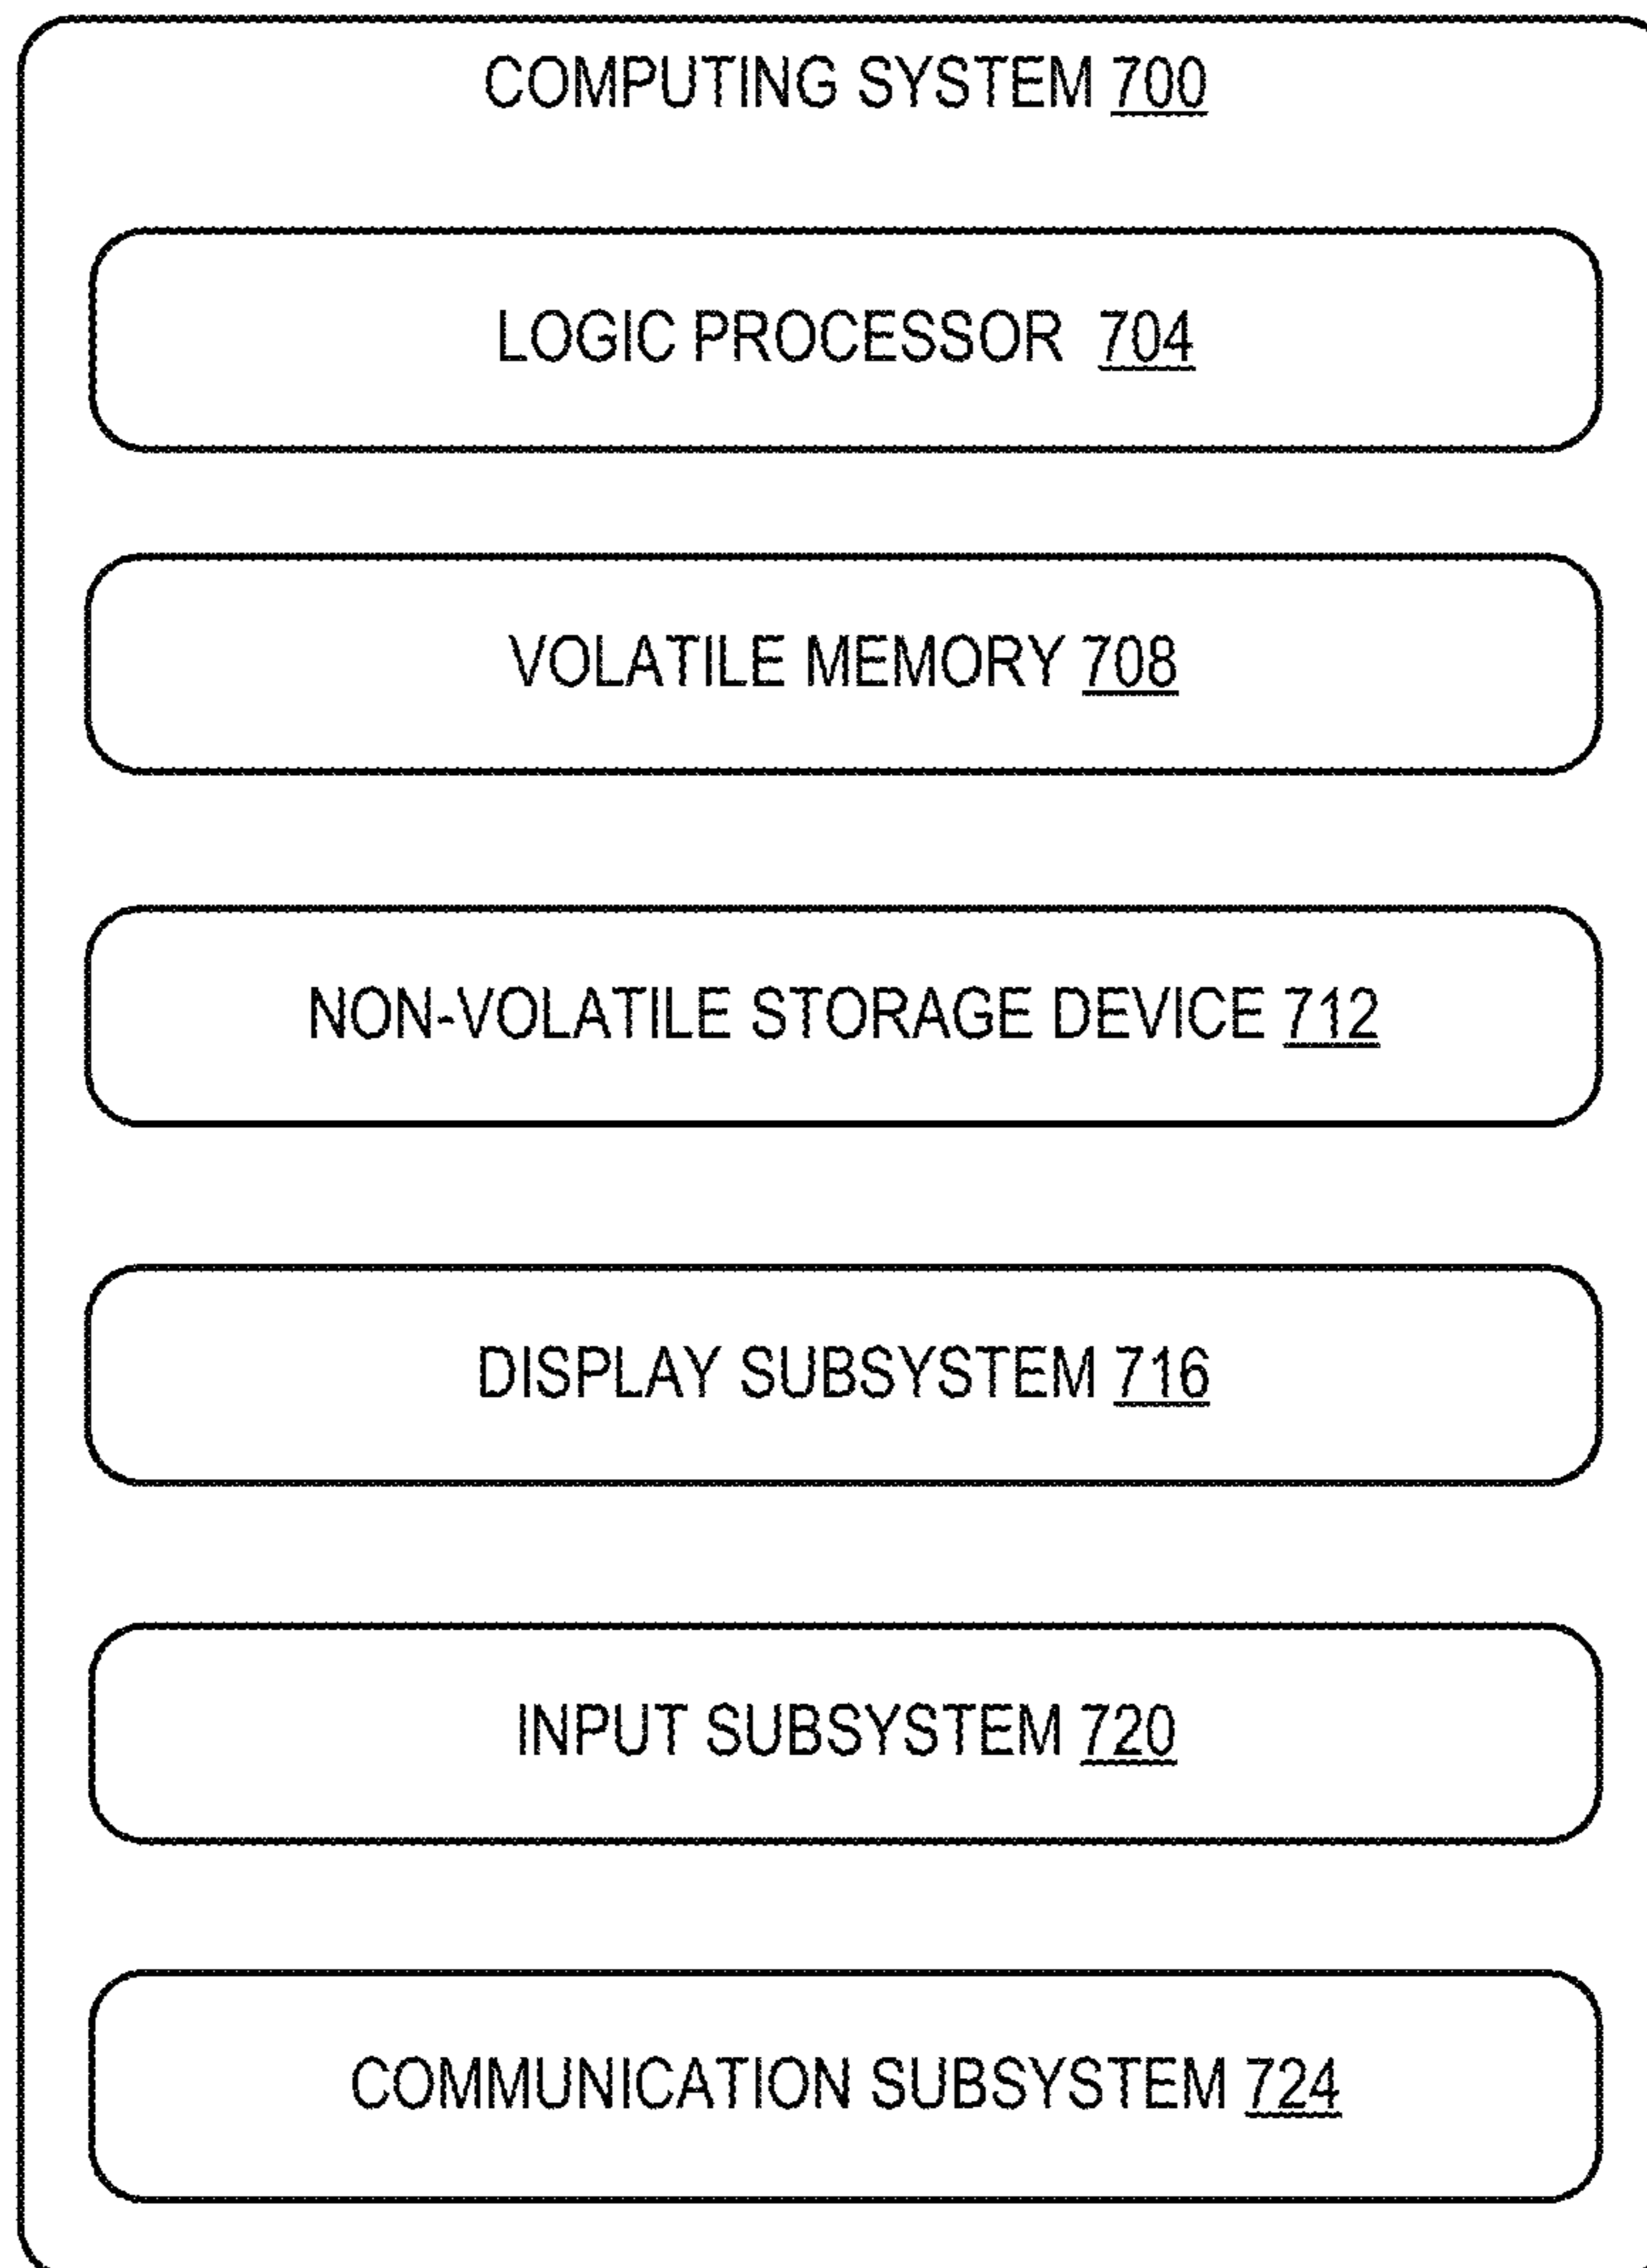 COMPUTING SYSTEM 700
LOGIC PROCESSOR 704
VOLATILE MEMORY 708
NON-VOLATILE STORAGE DEVICE 712
DISPLAY SUBSYSTEM 716
INPUT SUBSYSTEM 720
COMMUNICATION SUBSYSTEM 724